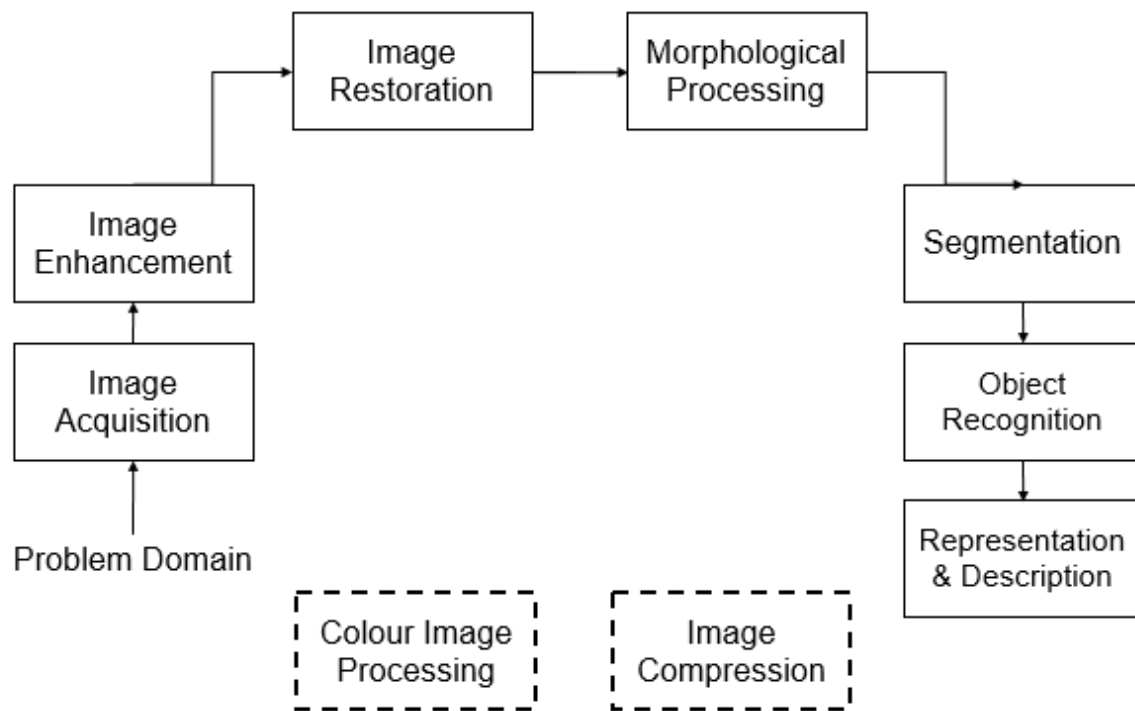 Image
Restoration
Morphological
Processing
Image
Enhancement
Segmentation
Image
Acquisition
Object
Recognition
Problem Domain
Representation
& Description
Colour Image
Processing
Image
Compression